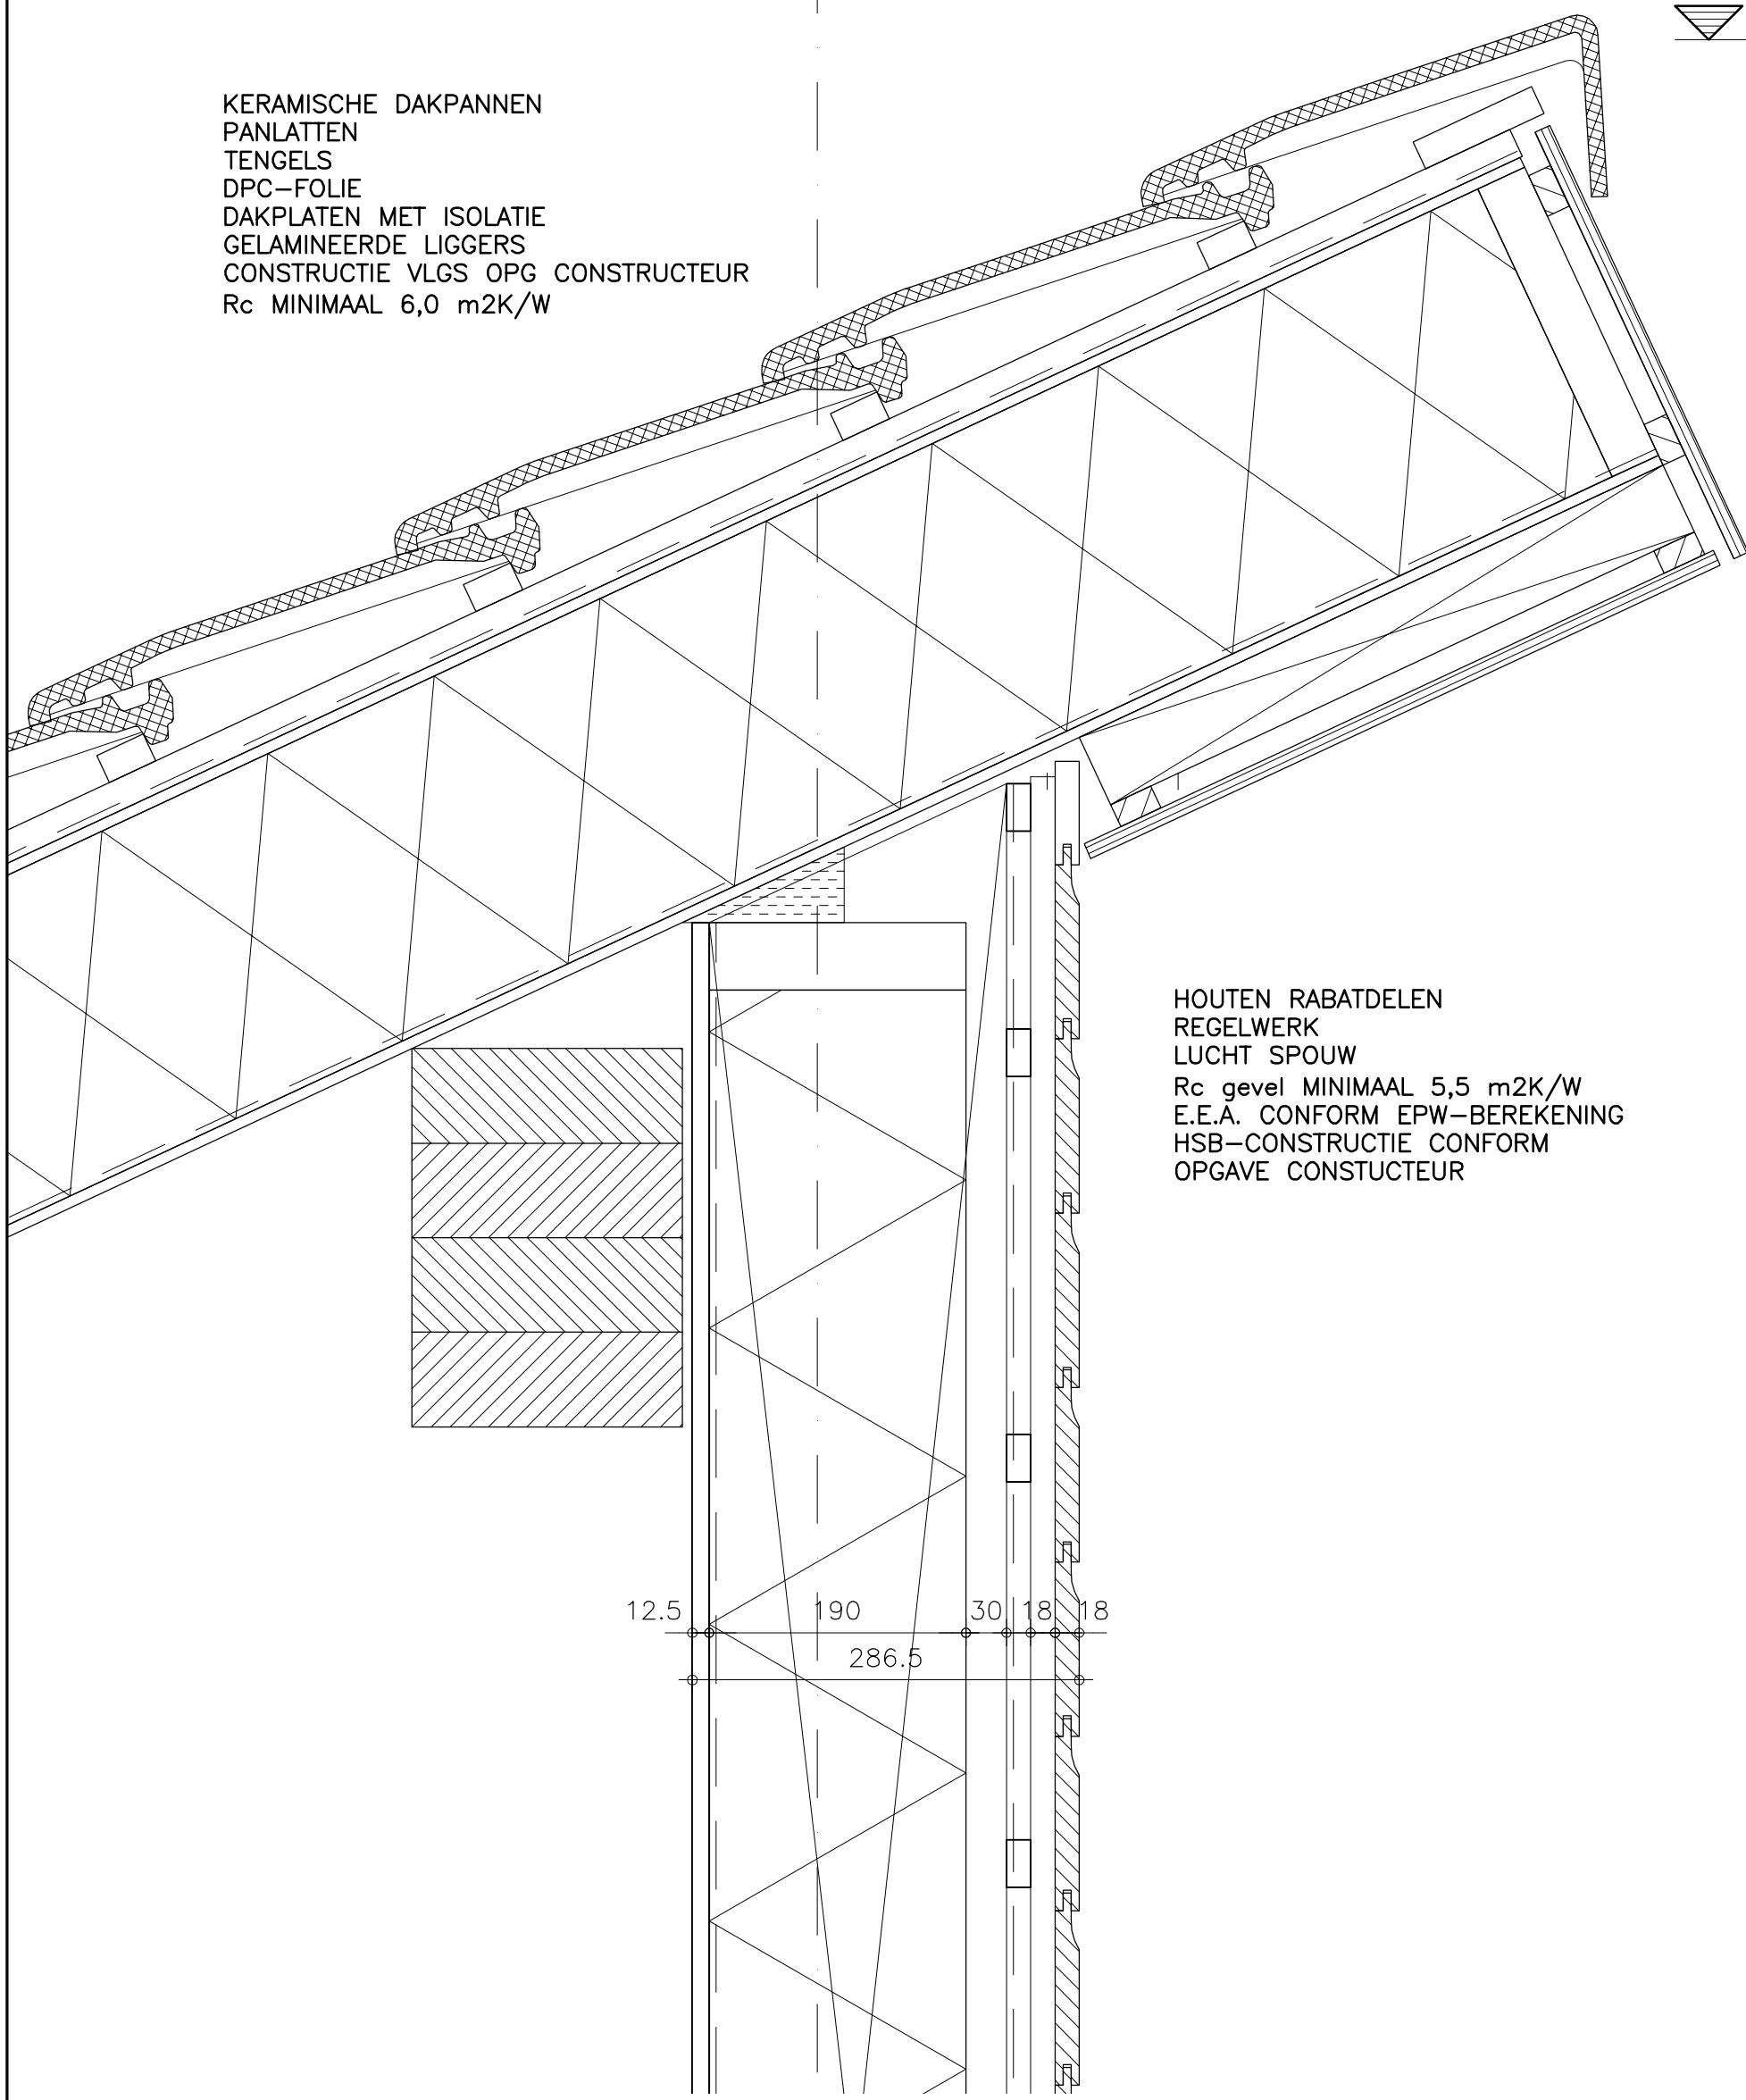 KERAMISCHE DAKPANNEN
PANLATTEN
TENGELS
DPC-FOLIE
DAKPLATEN MET ISOLATIE
GELAMINEERDE LIGGERS
CONSTRUCTIE VLGS OPG CONSTRUCTEUR
Rc MINIMAAL 6,0 m2K/W
HOUTEN RABATDELEN
REGELWERK
LUCHT SPOUW
Rc gevel MINIMAAL 5,5 m2K/W
E.E.A. CONFORM EPW-BEREKENING
HSB-CONSTRUCTIE CONFORM
OPGAVE CONSTUCTEUR
12.5 190 30 18 18
286.5